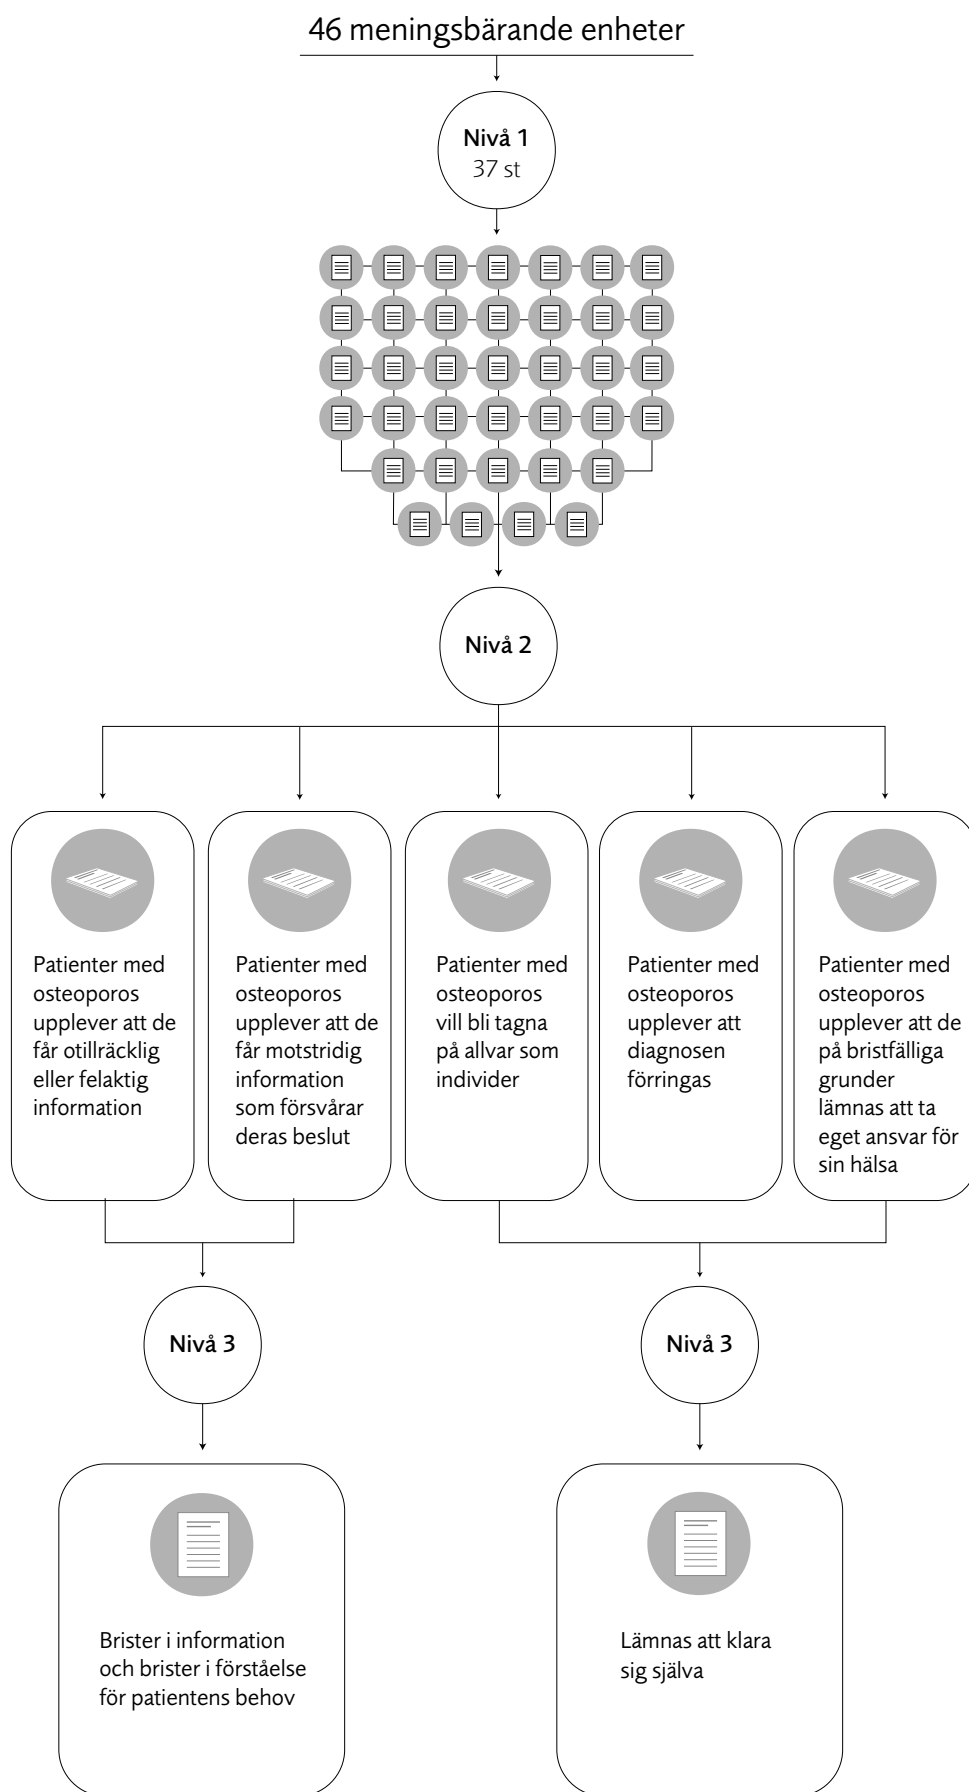 46 meningsbärande enheter
Nivå 1
37 st
Nivå 2
Patienter med
osteoporos
upplever att de
får otillräcklig
eller felaktig
information
Patienter med
osteoporos
upplever att de
får motstridig
information
som försvårar
deras beslut
Patienter med
osteoporos
vill bli tagna
på allvar som
individer
Patienter med
osteoporos
upplever att
diagnosen
förringas
Patienter med
osteoporos
upplever att de
på bristfälliga
grunder
lämnas att ta
eget ansvar för
sin hälsa
Nivå 3
Nivå 3
Brister i information
och brister i förståelse
för patientens behov
Lämnas att klara
sig själva